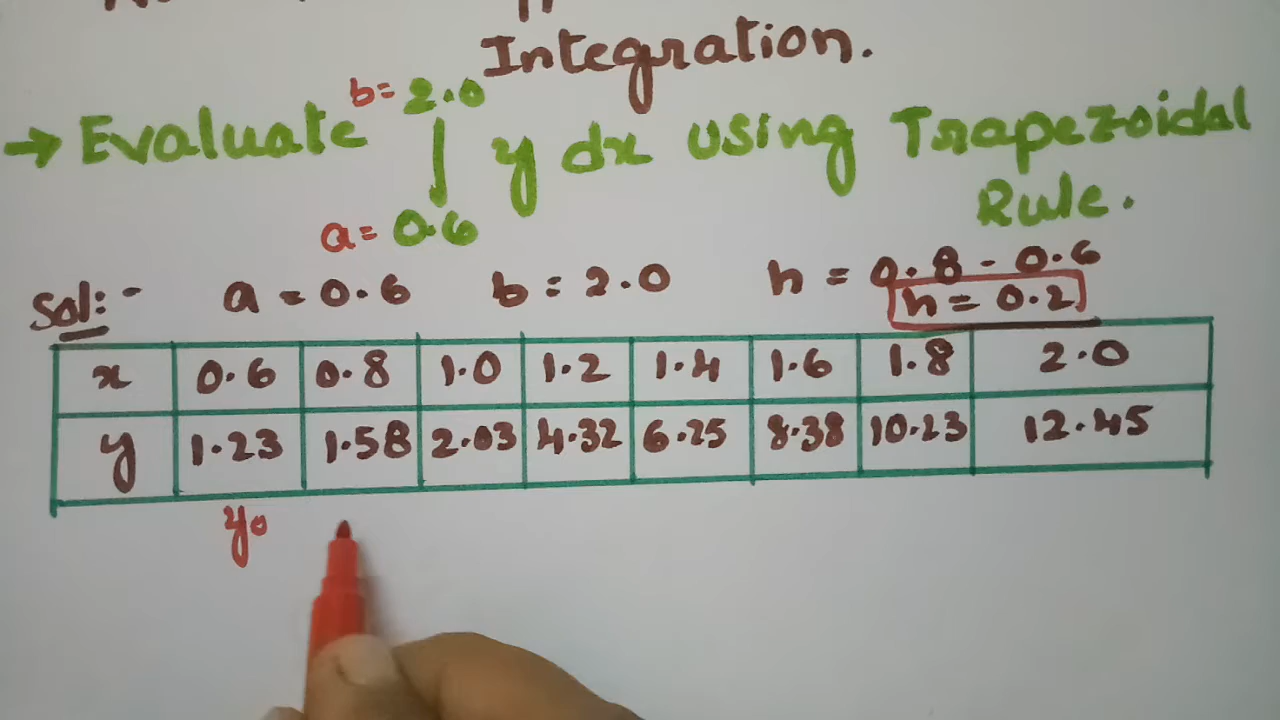 Integration.
→ Evaluate ∫ y dx using Trapezoidal
b= 2.0
a= 0.6
Rule.
Sol:- a = 0.6 b = 2.0 h = 0.8 - 0.6
h = 0.2
x 0.6 0.8 1.0 1.2 1.4 1.6 1.8 2.0
y 1.23 1.58 2.03 4.32 6.25 8.38 10.23 12.45
y0